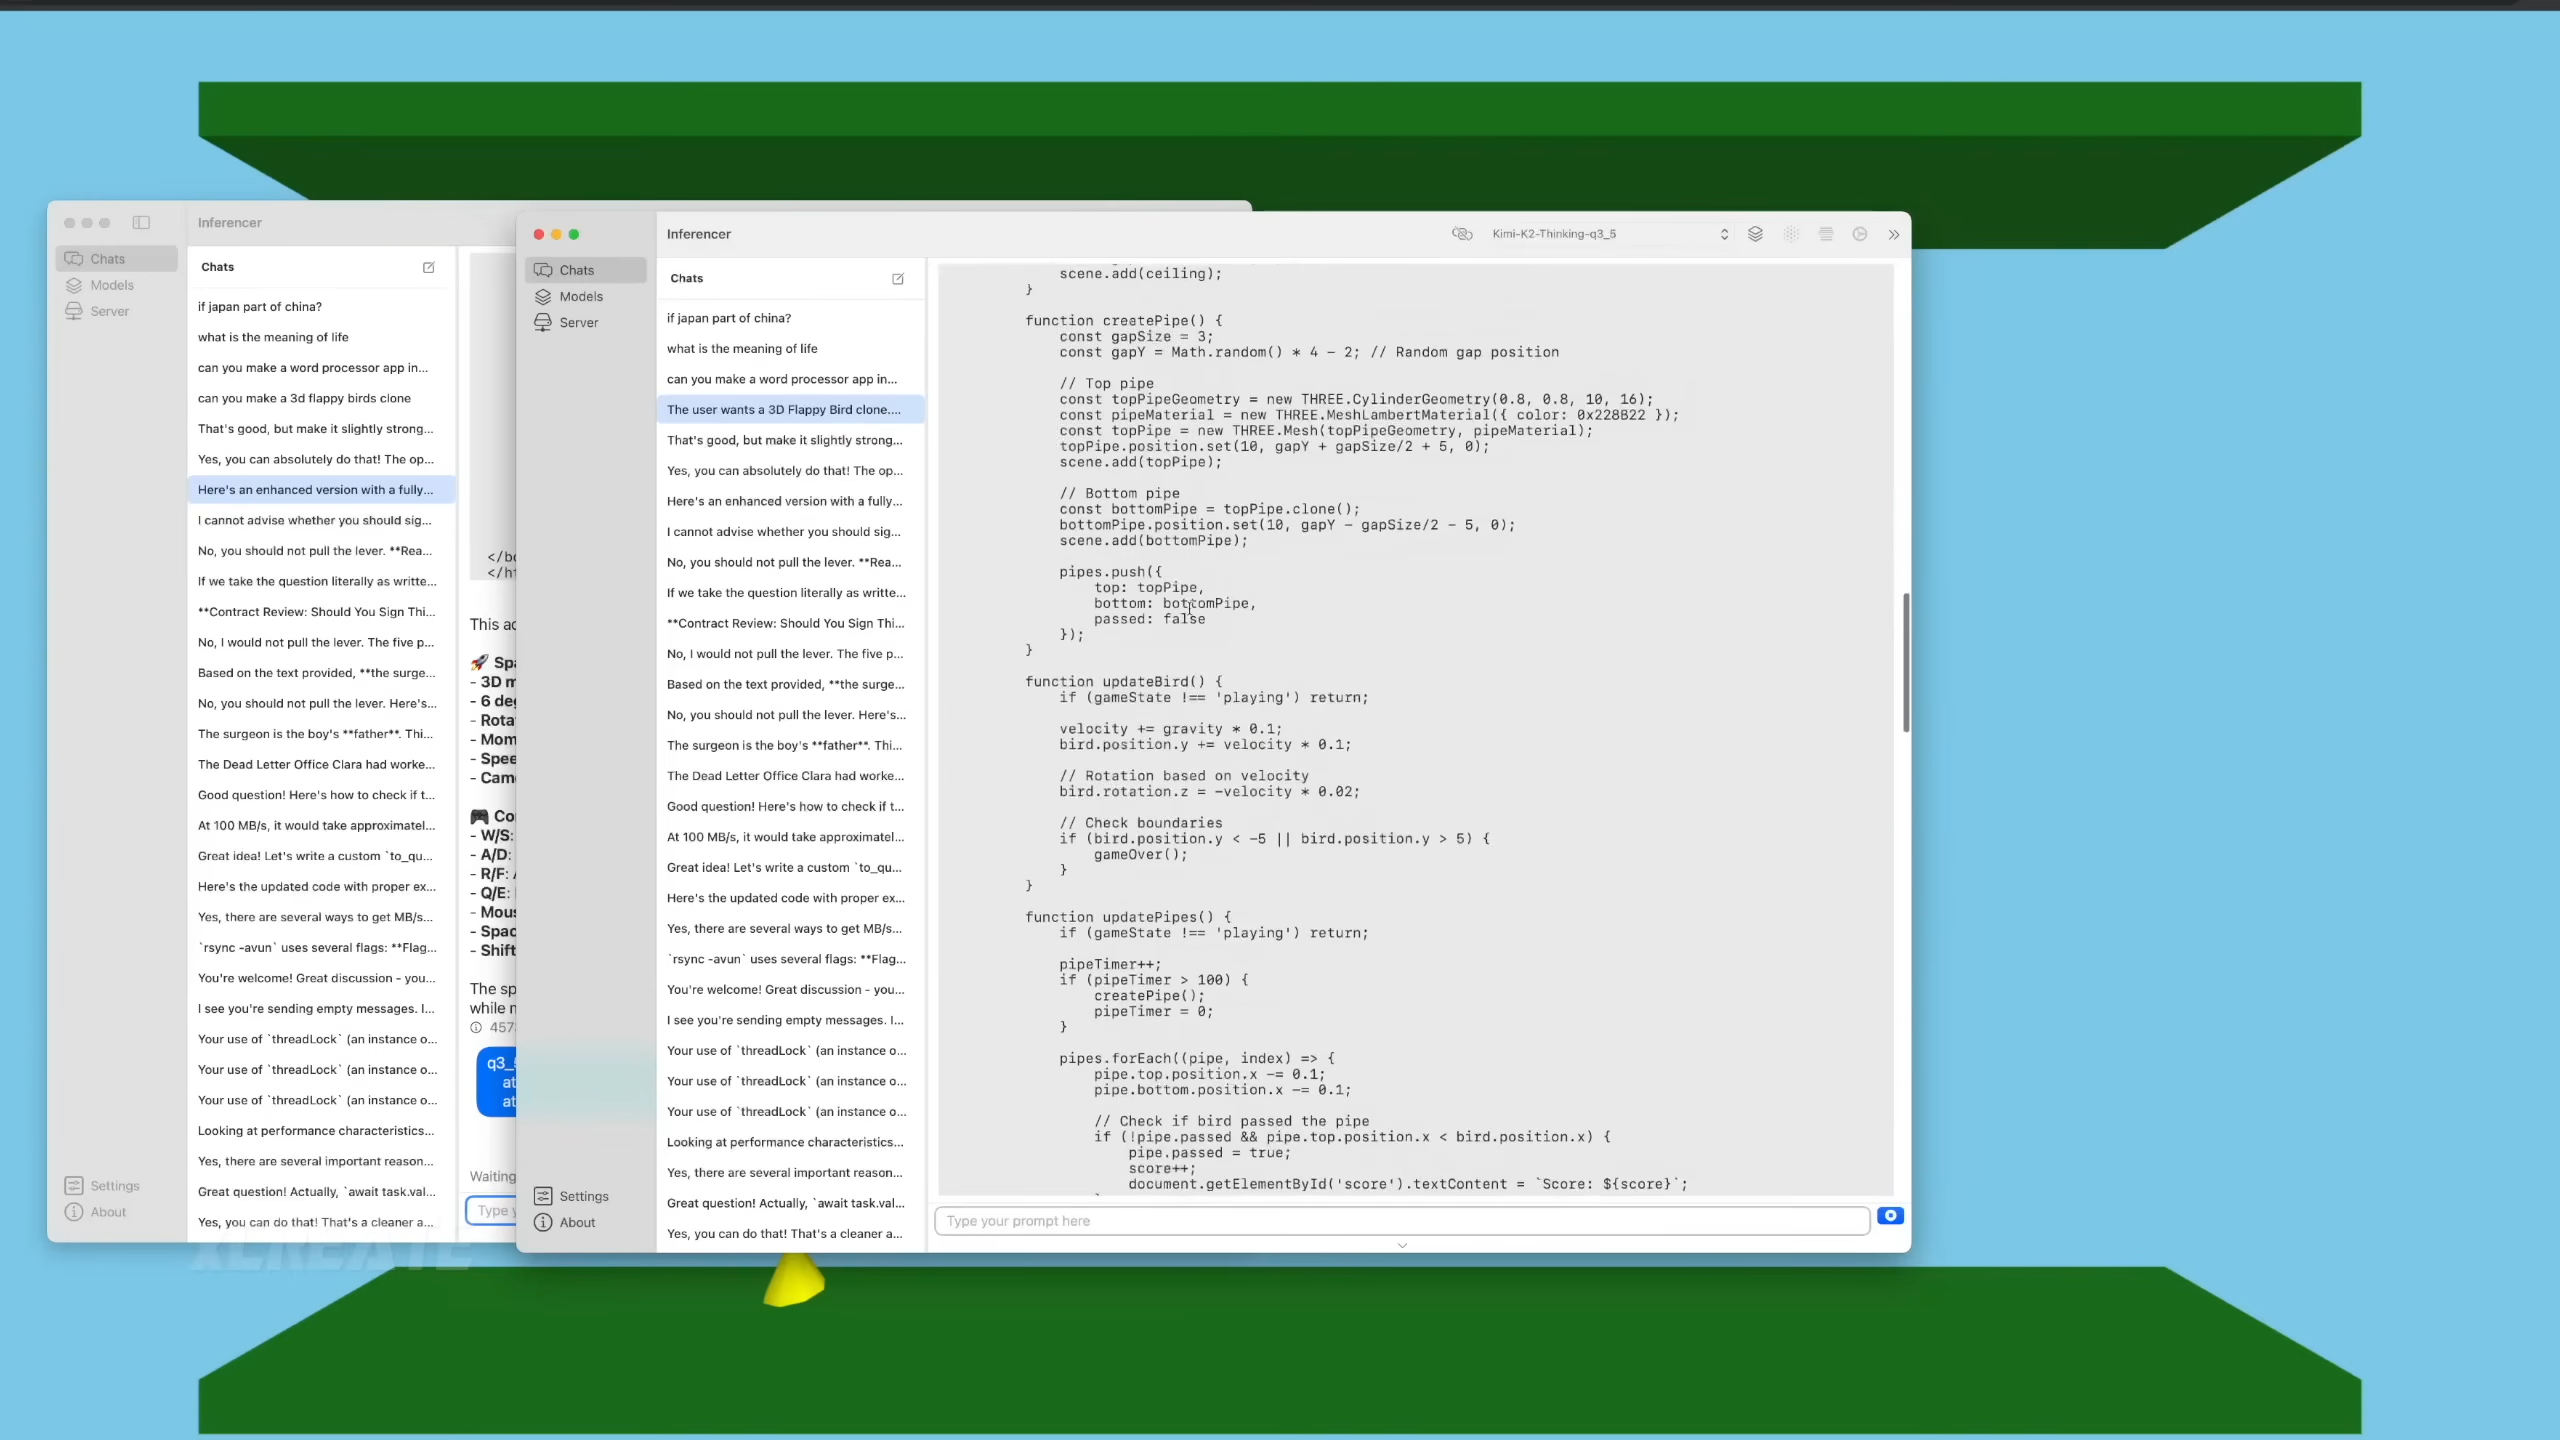 Inferencer
Chats
Models
Server
Settings
About
Chats
if japan part of china?
what is the meaning of life
can you make a word processor app in...
can you make a 3d flappy birds clone
That's good, but make it slightly strong...
Yes, you can absolutely do that! The op...
Here's an enhanced version with a fully...
I cannot advise whether you should sig...
No, you should not pull the lever. **Rea...
If we take the question literally as writte...
**Contract Review: Should You Sign Thi...
No, I would not pull the lever. The five p...
Based on the text provided, **the surge...
No, you should not pull the lever. Here's...
The surgeon is the boy's **father**. Thi...
The Dead Letter Office Clara had worke...
Good question! Here's how to check if t...
At 100 MB/s, it would take approximatel...
Great idea! Let's write a custom `to_qu...
Here's the updated code with proper ex...
Yes, there are several ways to get MB/s...
`rsync -avun` uses several flags: **Flag...
You're welcome! Great discussion - you...
I see you're sending empty messages. I...
Your use of `threadLock` (an instance o...
Your use of `threadLock` (an instance o...
Your use of `threadLock` (an instance o...
Looking at performance characteristics...
Yes, there are several important reason...
Great question! Actually, `await task.val...
Yes, you can do that! That's a cleaner a...
</bo
</ht
This ac
🚀 Spa
- 3D m
- 6 deg
- Rota
- Mom
- Spee
- Came
🎮 Co
- W/S:
- A/D:
- R/F: 
- Q/E: 
- Mous
- Spac
- Shift
The sp
while
457
q3_
at
at
Waiting
Type y
XCREATE
Inferencer
Kimi-K2-Thinking-q3_5
Chats
Models
Server
Settings
About
Chats
if japan part of china?
what is the meaning of life
can you make a word processor app in...
The user wants a 3D Flappy Bird clone....
That's good, but make it slightly strong...
Yes, you can absolutely do that! The op...
Here's an enhanced version with a fully...
I cannot advise whether you should sig...
No, you should not pull the lever. **Rea...
If we take the question literally as writte...
**Contract Review: Should You Sign Thi...
No, I would not pull the lever. The five p...
Based on the text provided, **the surge...
No, you should not pull the lever. Here's...
The surgeon is the boy's **father**. Thi...
The Dead Letter Office Clara had worke...
Good question! Here's how to check if t...
At 100 MB/s, it would take approximatel...
Great idea! Let's write a custom `to_qu...
Here's the updated code with proper ex...
Yes, there are several ways to get MB/s...
`rsync -avun` uses several flags: **Flag...
You're welcome! Great discussion - you...
I see you're sending empty messages. I...
Your use of `threadLock` (an instance o...
Your use of `threadLock` (an instance o...
Your use of `threadLock` (an instance o...
Looking at performance characteristics...
Yes, there are several important reason...
Great question! Actually, `await task.val...
Yes, you can do that! That's a cleaner a...
scene.add(ceiling);
}
function createPipe() {
const gapSize = 3;
const gapY = Math.random() * 4 - 2; // Random gap position
// Top pipe
const topPipeGeometry = new THREE.CylinderGeometry(0.8, 0.8, 10, 16);
const pipeMaterial = new THREE.MeshLambertMaterial({ color: 0x228B22 });
const topPipe = new THREE.Mesh(topPipeGeometry, pipeMaterial);
topPipe.position.set(10, gapY + gapSize/2 + 5, 0);
scene.add(topPipe);
// Bottom pipe
const bottomPipe = topPipe.clone();
bottomPipe.position.set(10, gapY - gapSize/2 - 5, 0);
scene.add(bottomPipe);
pipes.push({
top: topPipe,
bottom: bottomPipe,
passed: false
});
}
function updateBird() {
if (gameState !== 'playing') return;
velocity += gravity * 0.1;
bird.position.y += velocity * 0.1;
// Rotation based on velocity
bird.rotation.z = -velocity * 0.02;
// Check boundaries
if (bird.position.y < -5 || bird.position.y > 5) {
gameOver();
}
}
function updatePipes() {
if (gameState !== 'playing') return;
pipeTimer++;
if (pipeTimer > 100) {
createPipe();
pipeTimer = 0;
}
pipes.forEach((pipe, index) => {
pipe.top.position.x -= 0.1;
pipe.bottom.position.x -= 0.1;
// Check if bird passed the pipe
if (!pipe.passed && pipe.top.position.x < bird.position.x) {
pipe.passed = true;
score++;
document.getElementById('score').textContent = `Score: ${score}`;
Type your prompt here